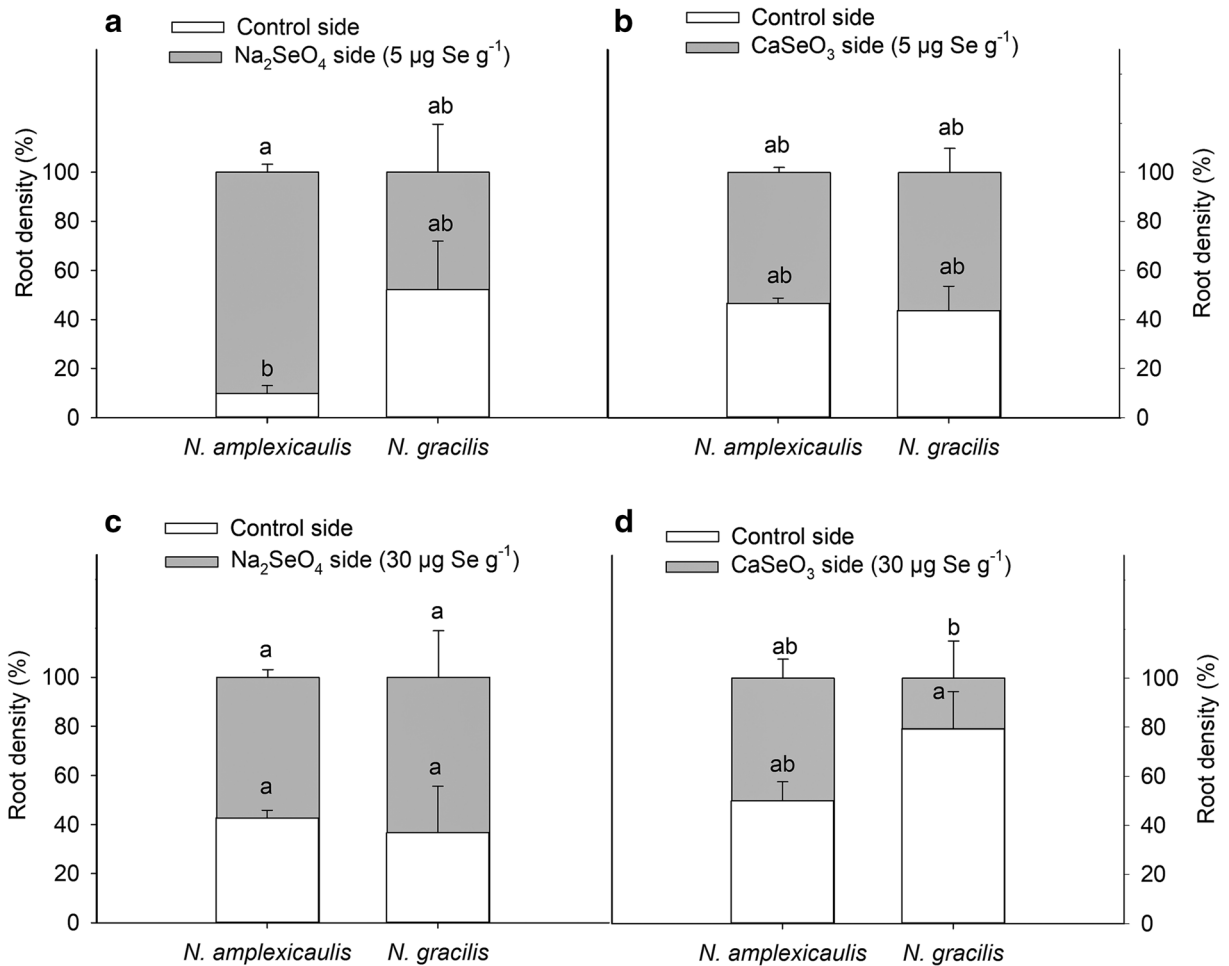 a
Control side
Na₂SeO₄ side (5 µg Se g⁻¹)
Root density (%)
100
80
60
40
20
0
a
b
ab
ab
N. amplexicaulis
N. gracilis
b
Control side
CaSeO₃ side (5 µg Se g⁻¹)
ab
ab
ab
ab
100
80
60
40
20
0
Root density (%)
N. amplexicaulis
N. gracilis
c
Control side
Na₂SeO₄ side (30 µg Se g⁻¹)
Root density (%)
100
80
60
40
20
0
a
a
a
a
N. amplexicaulis
N. gracilis
d
Control side
CaSeO₃ side (30 µg Se g⁻¹)
ab
ab
b
a
100
80
60
40
20
0
Root density (%)
N. amplexicaulis
N. gracilis